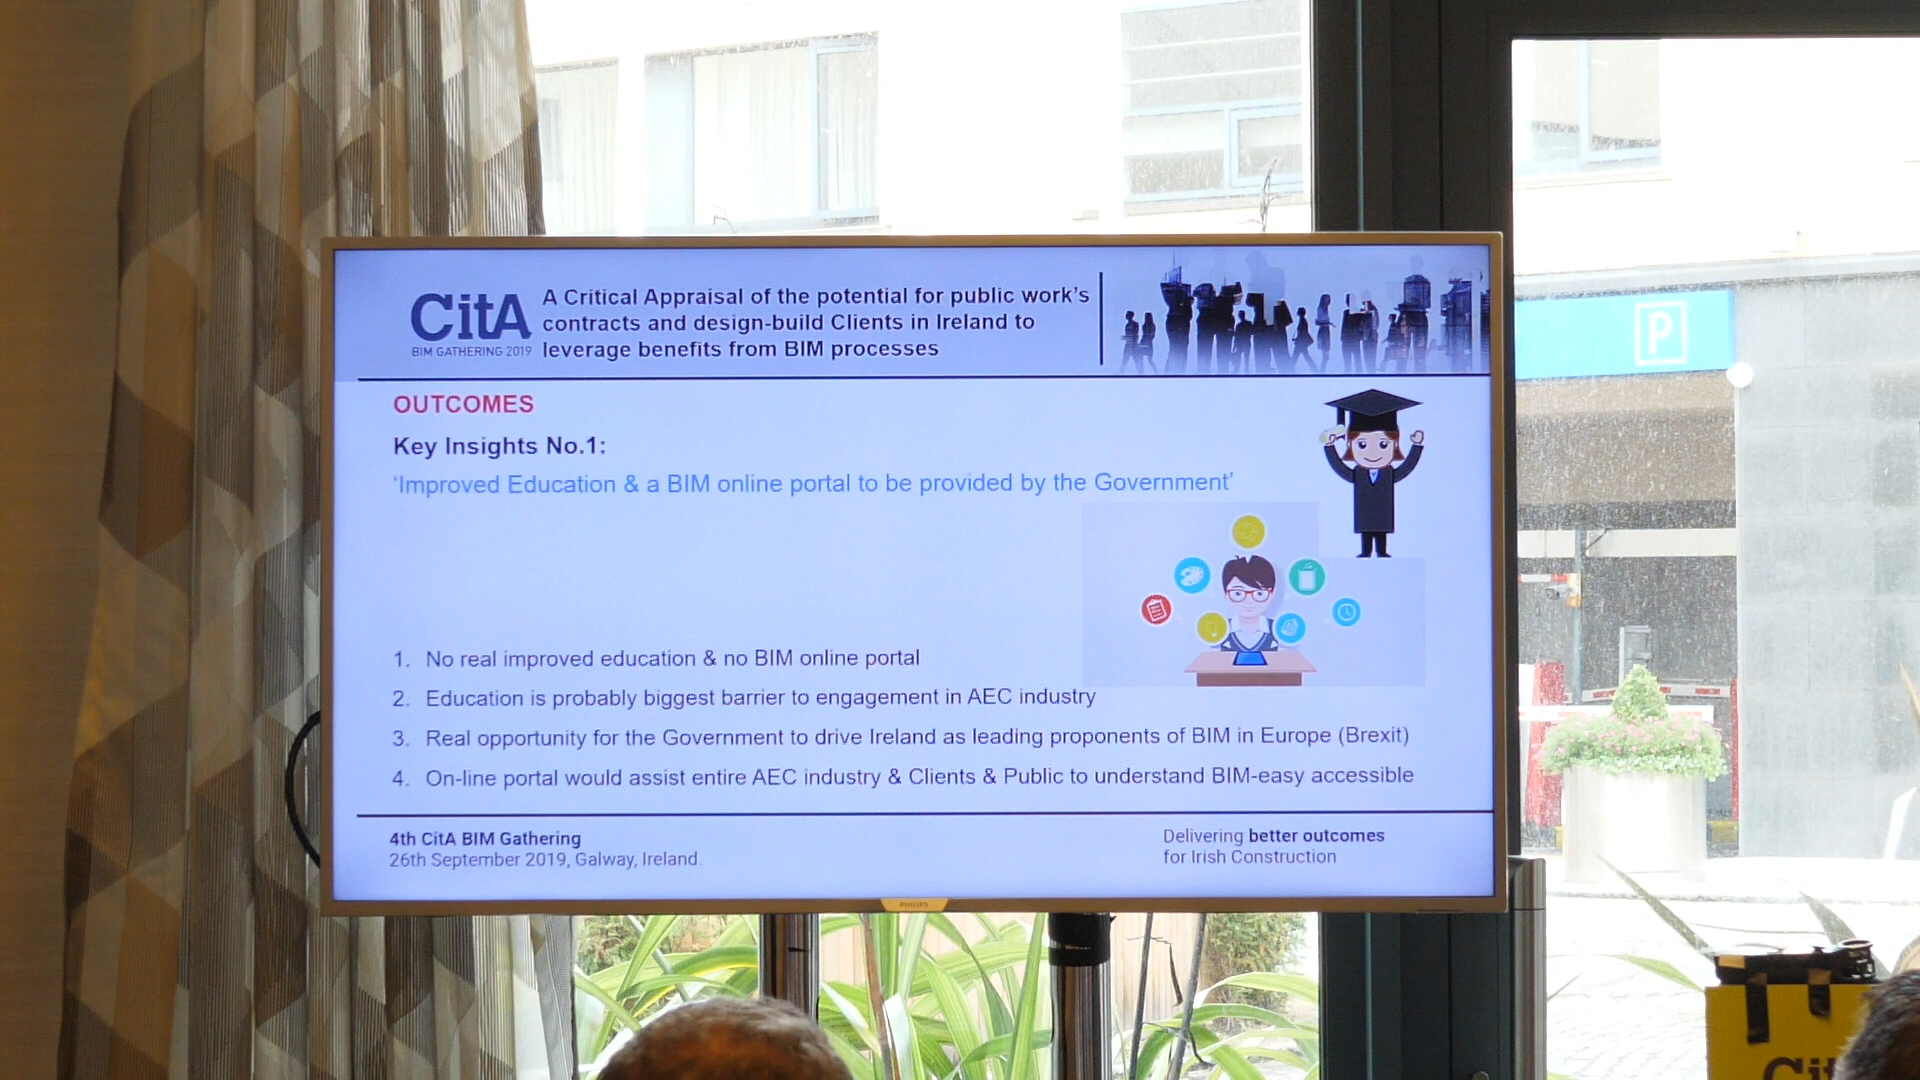 CitA
BIM GATHERING 2019
A Critical Appraisal of the potential for public work's
contracts and design-build Clients in Ireland to
leverage benefits from BIM processes
OUTCOMES
Key Insights No.1:
'Improved Education & a BIM online portal to be provided by the Government'
1. No real improved education & no BIM online portal
2. Education is probably biggest barrier to engagement in AEC industry
3. Real opportunity for the Government to drive Ireland as leading proponents of BIM in Europe (Brexit)
4. On-line portal would assist entire AEC industry & Clients & Public to understand BIM-easy accessible
4th CitA BIM Gathering
26th September 2019, Galway, Ireland.
Delivering better outcomes
for Irish Construction
PHILIPS
P